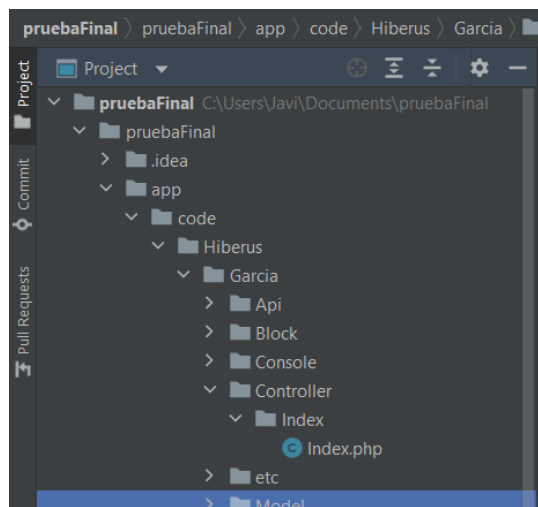 pruebaFinal > pruebaFinal > app > code > Hiberus > Garcia >
Project
Project
Commit
Pull Requests
pruebaFinal C:\Users\Javi\Documents\pruebaFinal
pruebaFinal
.idea
app
code
Hiberus
Garcia
Api
Block
Console
Controller
Index
C Index.php
etc
Model